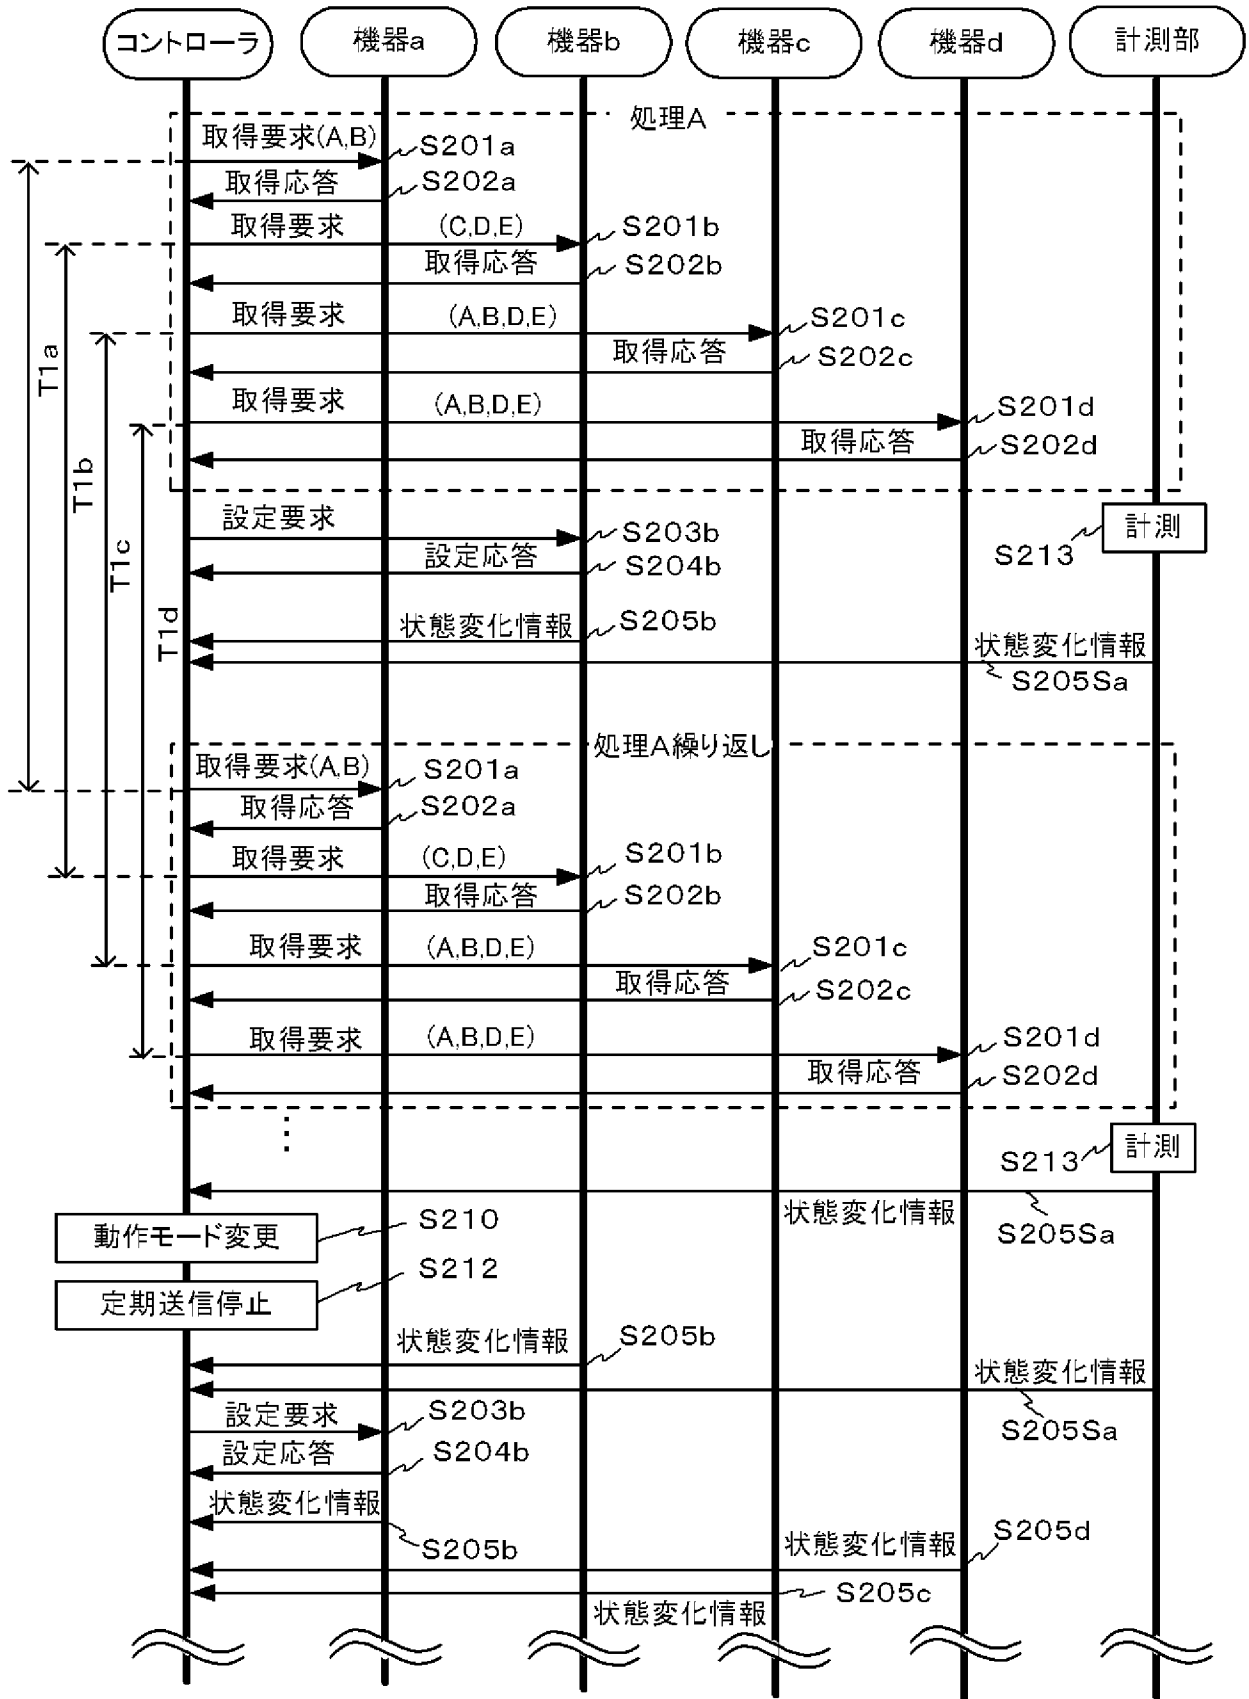 コントローラ 機器a 機器b 機器c 機器d 計測部
処理A
取得要求(A,B) S201a
取得応答 S202a
取得要求 (C,D,E) S201b
取得応答 S202b
取得要求 (A,B,D,E) S201c
取得応答 S202c
取得要求 (A,B,D,E) S201d
取得応答 S202d
T1a
T1b
T1c
T1d
計測
S213
設定要求 S203b
設定応答 S204b
状態変化情報 S205b
状態変化情報
S205Sa
処理A繰り返し
取得要求(A,B) S201a
取得応答 S202a
取得要求 (C,D,E) S201b
取得応答 S202b
取得要求 (A,B,D,E) S201c
取得応答 S202c
取得要求 (A,B,D,E) S201d
取得応答 S202d
⋮
計測
S213
状態変化情報
S205Sa
動作モード変更 S210
定期送信停止 S212
状態変化情報 S205b
状態変化情報
S205Sa
設定要求 S203b
設定応答 S204b
状態変化情報
S205b
状態変化情報 S205d
S205c
状態変化情報